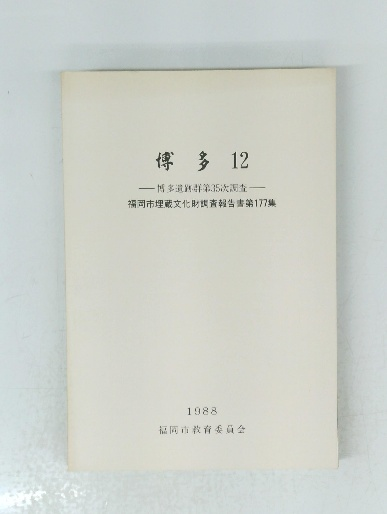 博多 12
──博多遺跡群第35次調査──
福岡市埋蔵文化財調査報告書第177集
1988
福岡市教育委員会